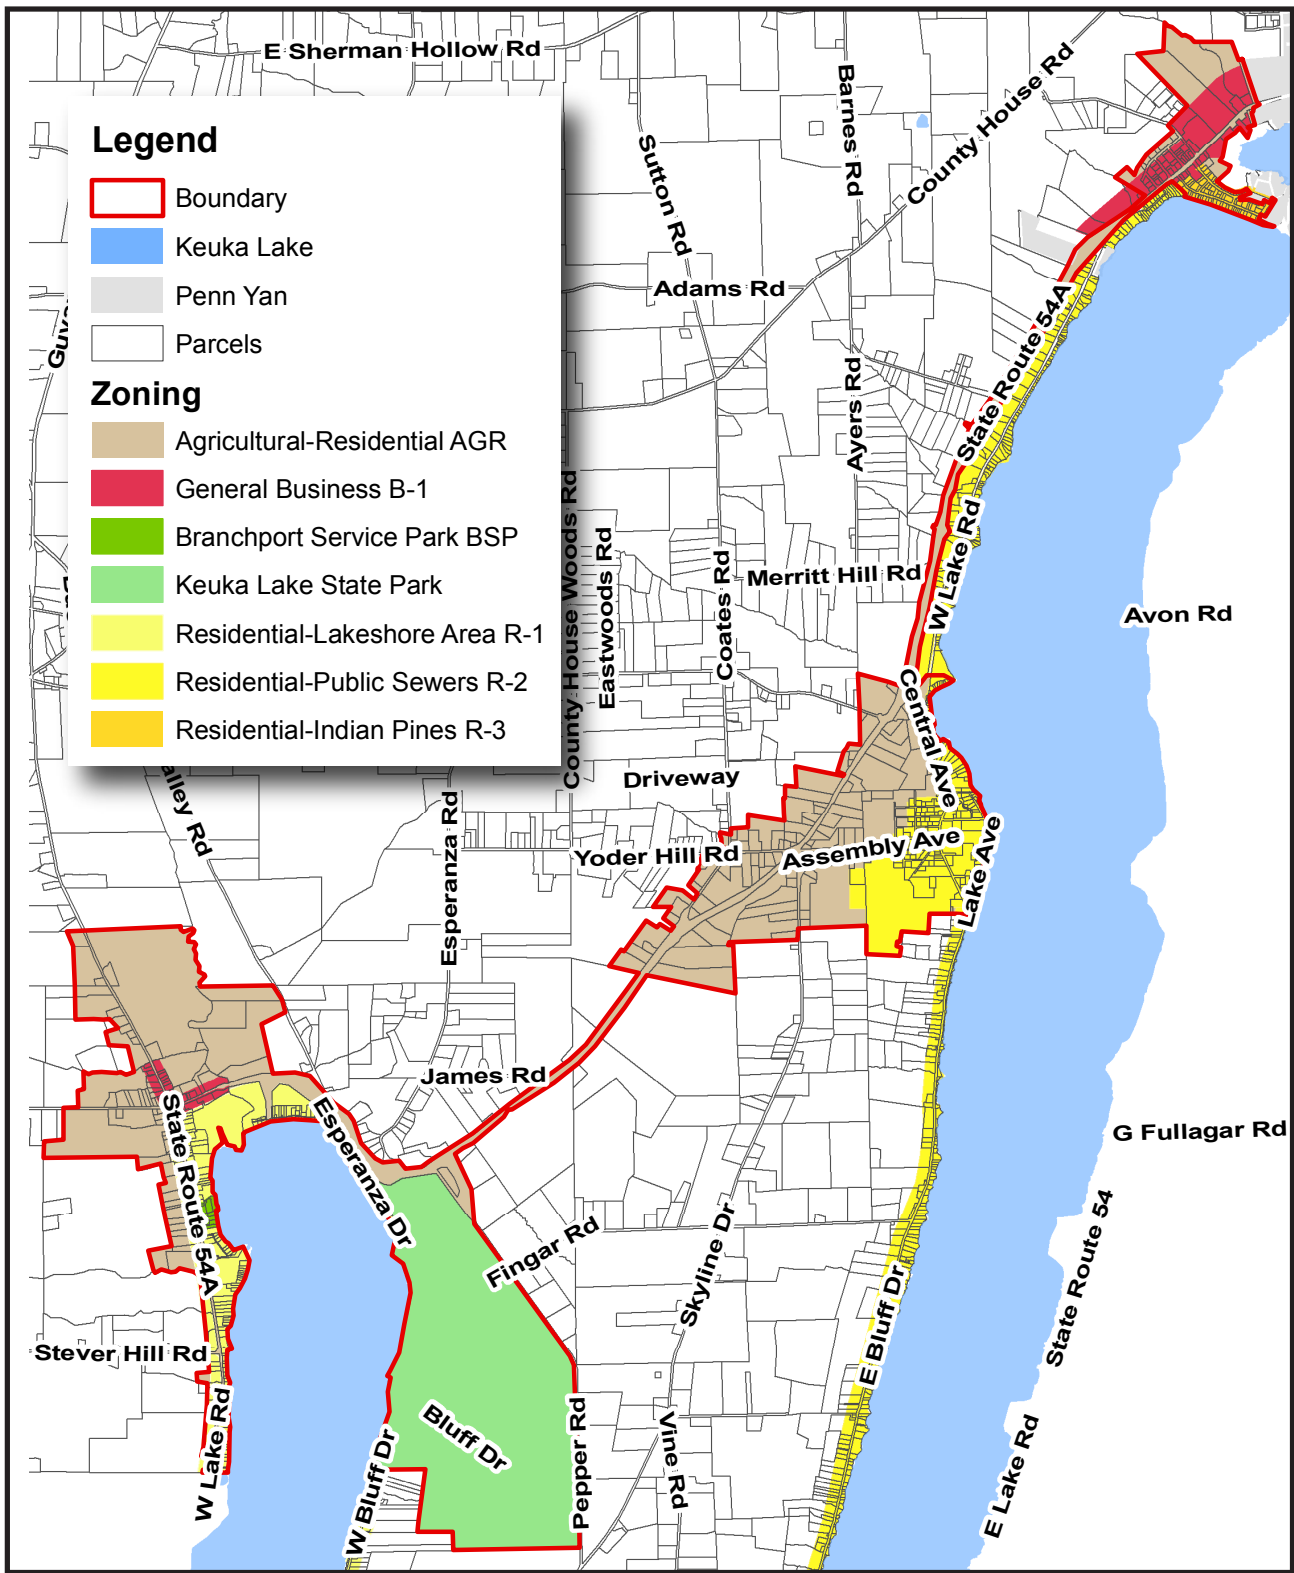 E Sherman Hollow Rd
Barnes Rd
County House Rd
Sutton Rd
Adams Rd
State Route 54A
Ayers Rd
W Lake Rd
Merritt Hill Rd
Coates Rd
Eastwoods Rd
County House Woods Rd
Avon Rd
Central Ave
Driveway
Yoder Hill Rd
Assembly Ave
Lake Ave
Legend
Boundary
Keuka Lake
Penn Yan
Parcels
Zoning
Agricultural-Residential AGR
General Business B-1
Branchport Service Park BSP
Keuka Lake State Park
Residential-Lakeshore Area R-1
Residential-Public Sewers R-2
Residential-Indian Pines R-3
Guya
alley Rd
Esperanza Rd
James Rd
State Route 54A
Esperanza Dr
Fingar Rd
Skyline Dr
G Fullagar Rd
State Route 54
E Bluff Dr
Stever Hill Rd
W Lake Rd
Bluff Dr
W Bluff Dr
Pepper Rd
Vine Rd
E Lake Rd